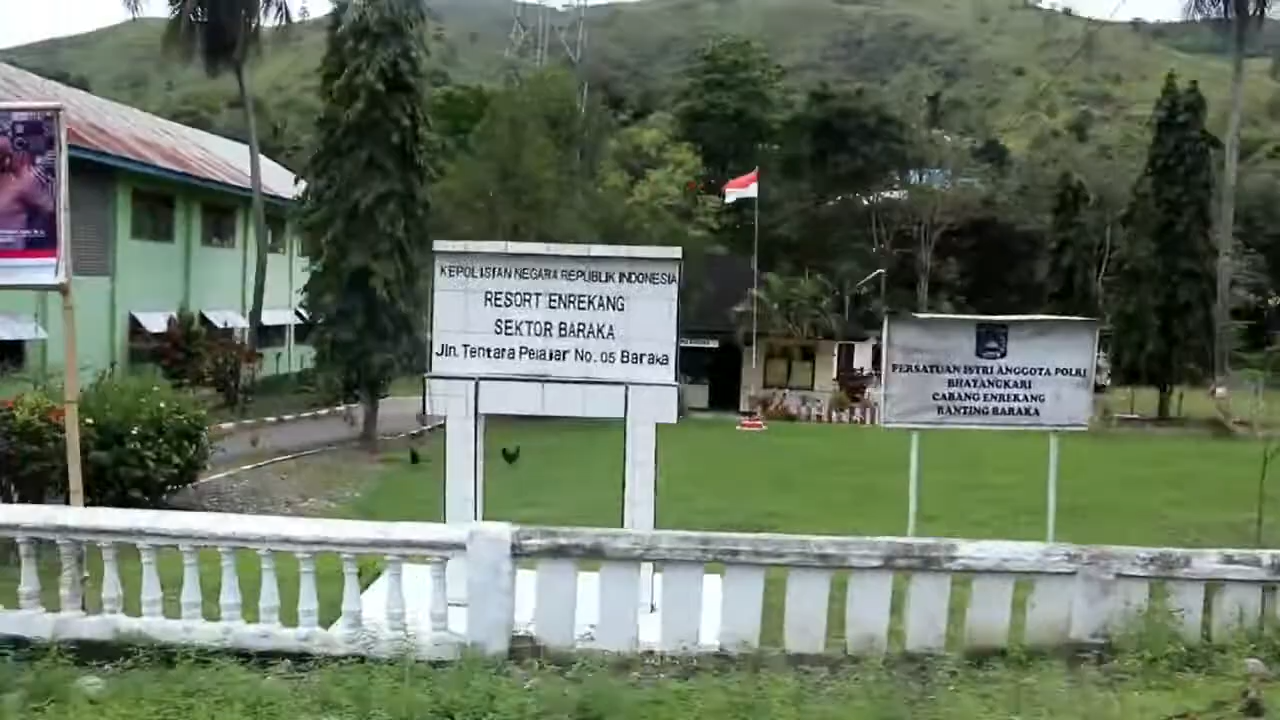 KEPOLISIAN NEGARA REPUBLIK INDONESIA
RESORT ENREKANG
SEKTOR BARAKA
Jln. Tentara Pelajar No. 05 Baraka
PERSATUAN ISTRI ANGGOTA POLRI
BHAYANGKARI
CABANG ENREKANG
RANTING BARAKA